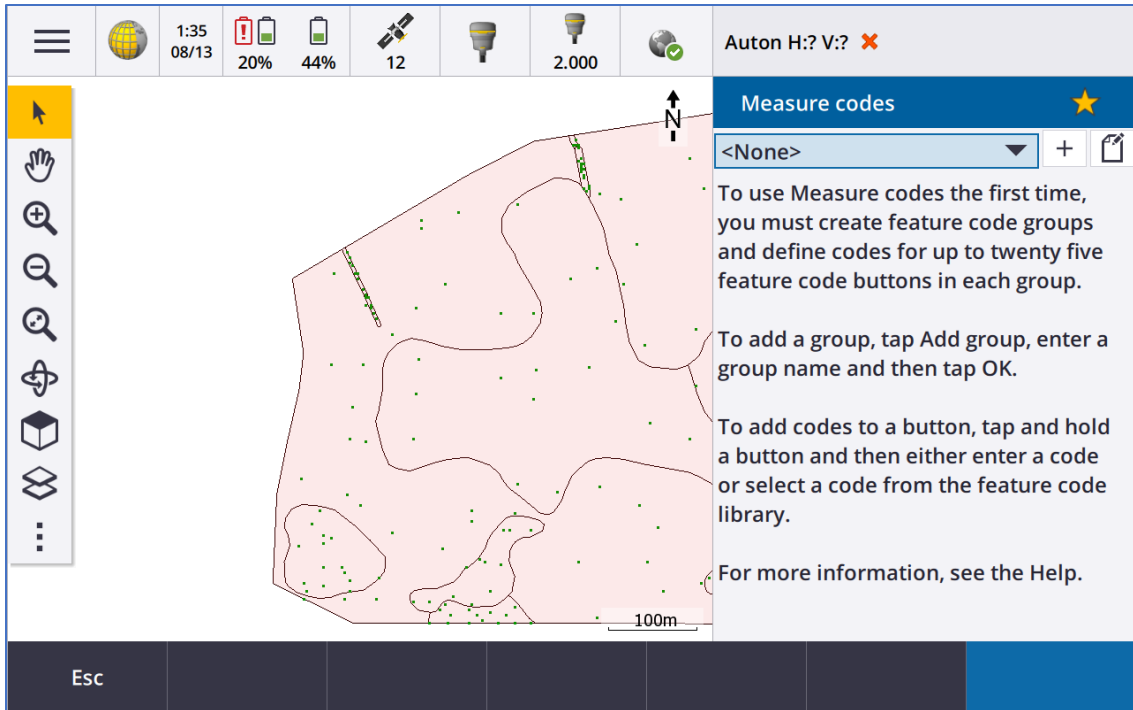 1:35
08/13
20%
44%
12
2.000
Auton H:? V:?
Measure codes
<None>
To use Measure codes the first time,
you must create feature code groups
and define codes for up to twenty five
feature code buttons in each group.
To add a group, tap Add group, enter a
group name and then tap OK.
To add codes to a button, tap and hold
a button and then either enter a code
or select a code from the feature code
library.
For more information, see the Help.
N
100m
Esc